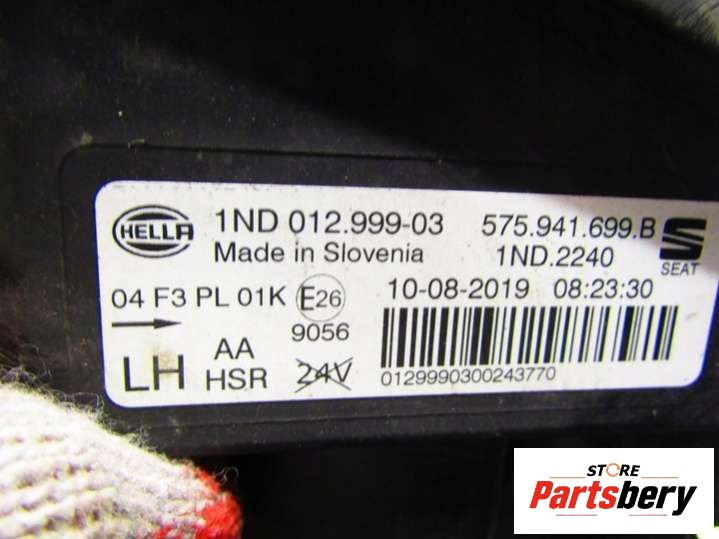 HELLA
1ND 012.999-03 575.941.699.B
Made in Slovenia 1ND.2240
SEAT
04 F3 PL 01K E26 10-08-2019 08:23:30
9056
LH AA
HSR 24V
0129990300243770
STORE
Partsbery